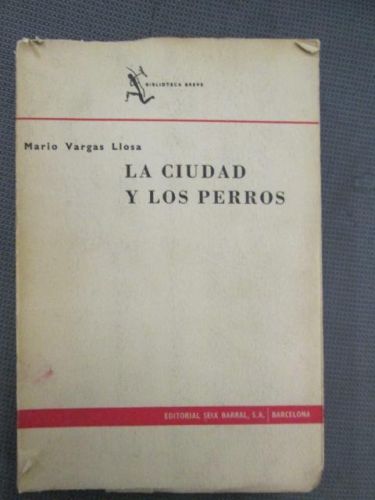 BIBLIOTECA BREVE
Mario Vargas Llosa
LA CIUDAD
Y LOS PERROS
EDITORIAL SEIX BARRAL, S.A. BARCELONA